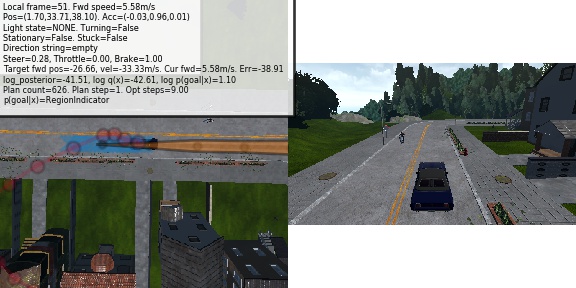 Local frame=51. Fwd speed=5.58m/s
Pos=(1.70,33.71,38.10). Acc=(-0.03,0.96,0.01)
Light state=NONE. Turning=False
Stationary=False. Stuck=False
Direction string=empty
Steer=0.28, Throttle=0.00, Brake=1.00
Target fwd pos=-26.66, vel=-33.33m/s. Cur fwd=5.58m/s. Err=-38.91
log_posterior=-41.51, log q(x)=-42.61, log p(goal|x)=1.10
Plan count=626. Plan step=1. Opt steps=9.00
p(goal|x)=RegionIndicator